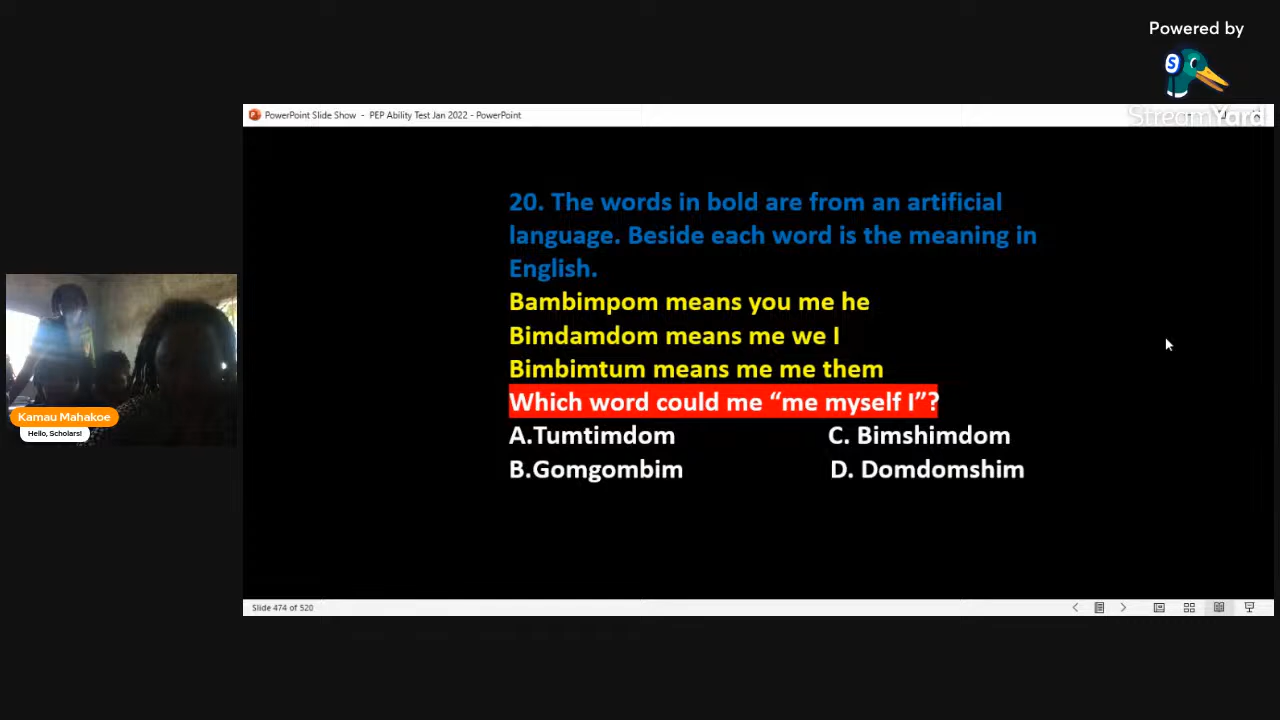 Powered by
StreamYard
PowerPoint Slide Show - PEP Ability Test Jan 2022 - PowerPoint
20. The words in bold are from an artificial
language. Beside each word is the meaning in
English.
Bambimpom means you me he
Bimdamdom means me we I
Bimbimtum means me me them
Which word could me “me myself I”?
A.Tumtimdom C. Bimshimdom
B.Gomgombim D. Domdomshim
Kamau Mahakoe
Hello, Scholars!
Slide 474 of 520